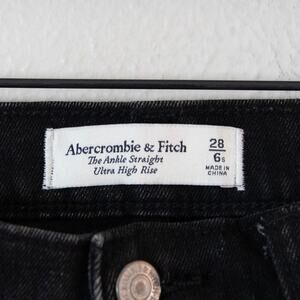 Abercrombie & Fitch
The Ankle Straight
Ultra High Rise
28
6s
MADE IN
CHINA